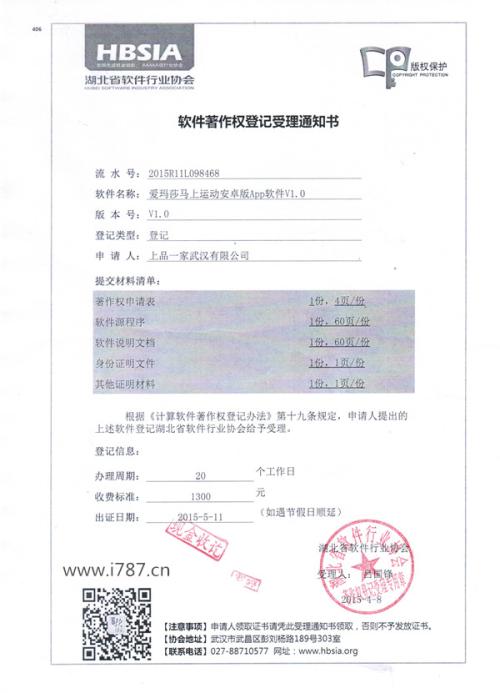 406
HBSIA
湖北省软件行业协会
HUBEI SOFTWARE INDUSTRY ASSOCIATION
版权保护
COPYRIGHT PROTECTION
软件著作权登记受理通知书
流 水 号: 2015R11L098468
软件名称: 爱玛莎马上运动安卓版App软件V1.0
版 本 号: V1.0
登记类型: 登记
申 请 人: 上品一家武汉有限公司
提交材料清单:
著作权申请表 1份, 4页/份
软件源程序 1份, 60页/份
软件说明文档 1份, 60页/份
身份证明文件 1份, 1页/份
其他证明材料 1份, 1页/份
根据《计算软件著作权登记办法》第十九条规定, 申请人提出的
上述软件登记湖北省软件行业协会给予受理。
登记信息:
办理周期: 20 个工作日
收费标准: 1300 元
出证日期: 2015-5-11 (如遇节假日顺延)
现金收讫
湖北省软件行业协会
受理人: 吕国锋
2015-4-8
www.i787.cn
【注意事项】申请人领取证书请凭此受理通知书领取, 否则不予发放证书。
【协会地址】武汉市武昌区彭刘杨路189号303室
【联系电话】027-88710577 网址: www.hbsia.org